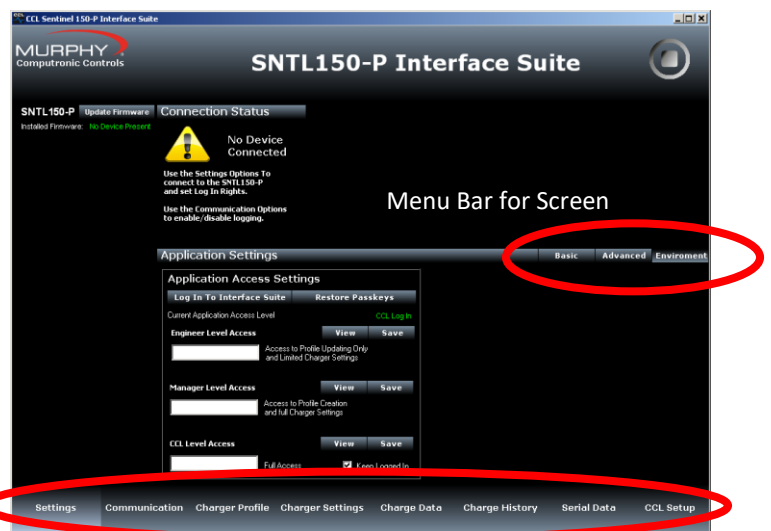 CCL Sentinel 150-P Interface Suite
MURPHY
Computronic Controls
SNTL150-P Interface Suite
SNTL150-P Update Firmware
Installed Firmware: No Device Present
Connection Status
No Device
Connected
Use the Settings Options To
connect to the SNTL150-P
and set Log In Rights.
Use the Communication Options
to enable/disable logging.
Menu Bar for Screen
Application Settings Basic Advanced Enviroment
Application Access Settings
Log In To Interface Suite Restore Passkeys
Current Application Access Level CCL Log In
Engineer Level Access View Save
Access to Profile Updating Only
and Limited Charger Settings
Manager Level Access View Save
Access to Profile Creation
and full Charger Settings
CCL Level Access View Save
Full Access Keep Logged In
Settings Communication Charger Profile Charger Settings Charge Data Charge History Serial Data CCL Setup